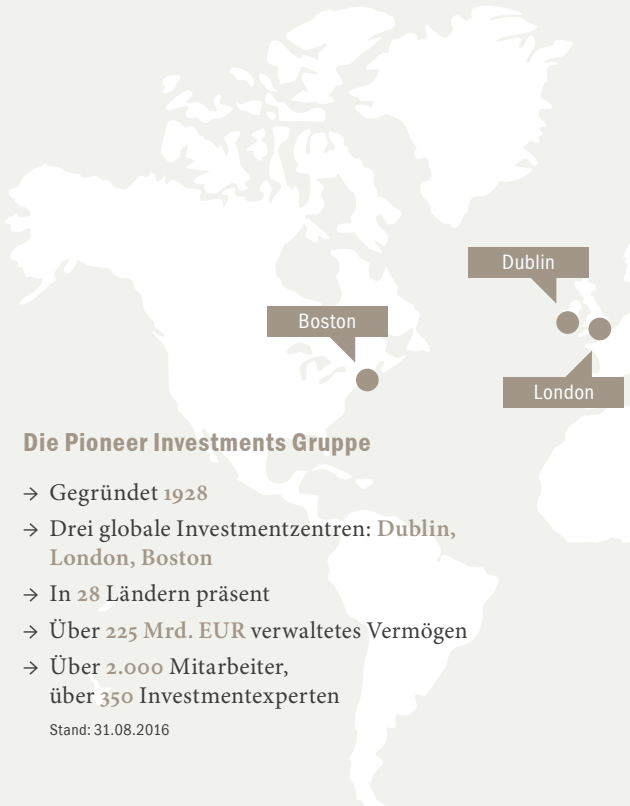 Dublin
Boston
London
Die Pioneer Investments Gruppe
→ Gegründet 1928
→ Drei globale Investmentzentren: Dublin,
London, Boston
→ In 28 Ländern präsent
→ Über 225 Mrd. EUR verwaltetes Vermögen
→ Über 2.000 Mitarbeiter,
über 350 Investmentexperten
Stand: 31.08.2016